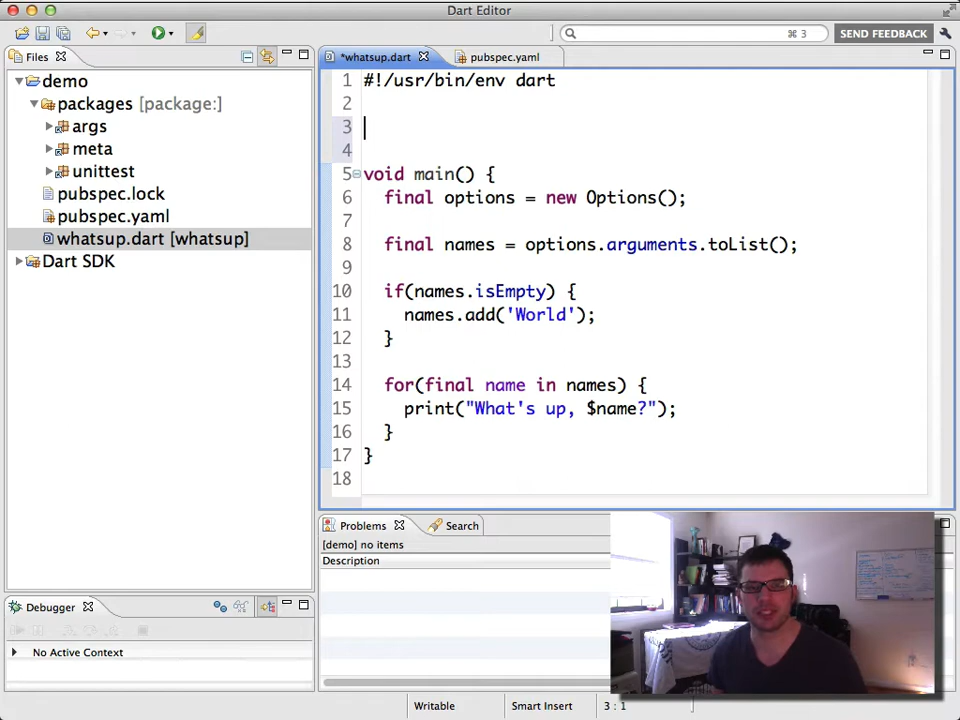 Dart Editor
⌘ 3
SEND FEEDBACK
Files
demo
packages [package:]
args
meta
unittest
pubspec.lock
pubspec.yaml
whatsup.dart [whatsup]
Dart SDK
*whatsup.dart
pubspec.yaml
1 #!/usr/bin/env dart
2
3
4
5 void main() {
6 final options = new Options();
7
8 final names = options.arguments.toList();
9
10 if(names.isEmpty) {
11 names.add('World');
12 }
13
14 for(final name in names) {
15 print("What's up, $name?");
16 }
17 }
18
Problems
Search
[demo] no items
Description
Debugger
No Active Context
Writable
Smart Insert
3 : 1